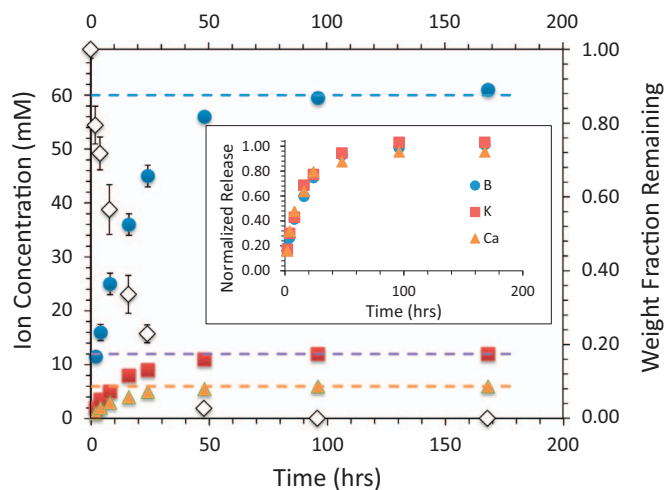 0 50 100 150 200
Ion Concentration (mM)
60
50
40
30
20
10
0
1.00
0.80
0.60
0.40
0.20
0.00
Weight Fraction Remaining
Normalized Release
1.00
0.80
0.60
0.40
0.20
0.00
B
K
Ca
0 100 200
Time (hrs)
0 50 100 150 200
Time (hrs)